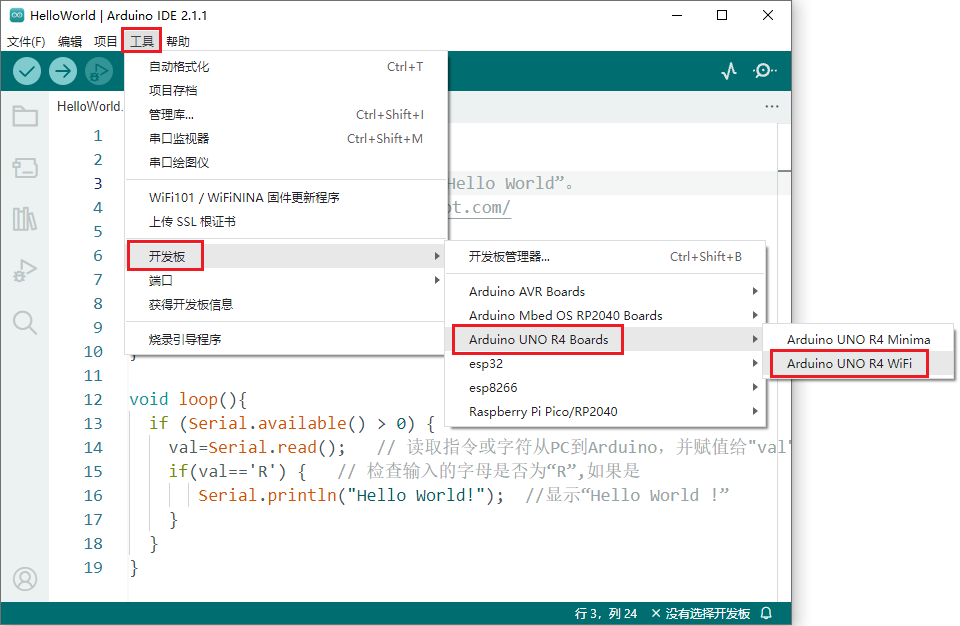 HelloWorld | Arduino IDE 2.1.1
文件(F) 编辑 项目 工具 帮助
自动格式化 Ctrl+T
项目存档
管理库... Ctrl+Shift+I
串口监视器 Ctrl+Shift+M
串口绘图仪
WiFi101 / WiFiNINA 固件更新程序
上传 SSL 根证书
开发板
端口
获得开发板信息
烧录引导程序
开发板管理器... Ctrl+Shift+B
Arduino AVR Boards
Arduino Mbed OS RP2040 Boards
Arduino UNO R4 Boards
esp32
esp8266
Raspberry Pi Pico/RP2040
Arduino UNO R4 Minima
Arduino UNO R4 WiFi
HelloWorld.
1
2
3 Hello World”。
4 ot.com/
5
6
7
8
9
10 }
11
12 void loop(){
13 if (Serial.available() > 0) {
14 val=Serial.read(); // 读取指令或字符从PC到Arduino，并赋值给"val"
15 if(val=='R') { // 检查输入的字母是否为“R”,如果是
16 Serial.println("Hello World!"); //显示“Hello World !”
17 }
18 }
19 }
行 3，列 24 × 没有选择开发板